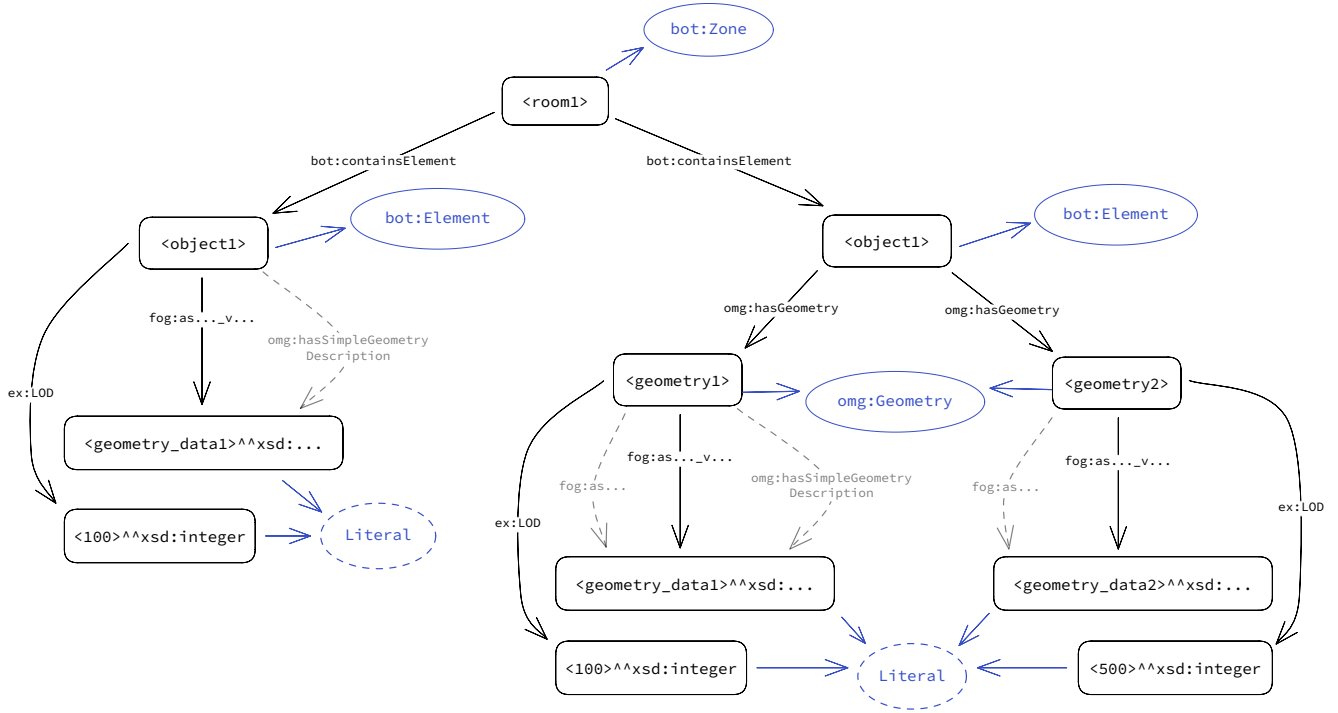 bot:Zone
<room1>
bot:containsElement
bot:containsElement
bot:Element
bot:Element
<object1>
<object1>
omg:hasGeometry
omg:hasGeometry
fog:as..._v...
omg:hasSimpleGeometry
Description
<geometry1>
<geometry2>
ex:LOD
omg:Geometry
<geometry_data1>^^xsd:...
fog:as..._v...
fog:as..._v...
omg:hasSimpleGeometry
Description
fog:as...
fog:as...
ex:LOD
ex:LOD
<100>^^xsd:integer
Literal
<geometry_data1>^^xsd:...
<geometry_data2>^^xsd:...
<100>^^xsd:integer
Literal
<500>^^xsd:integer